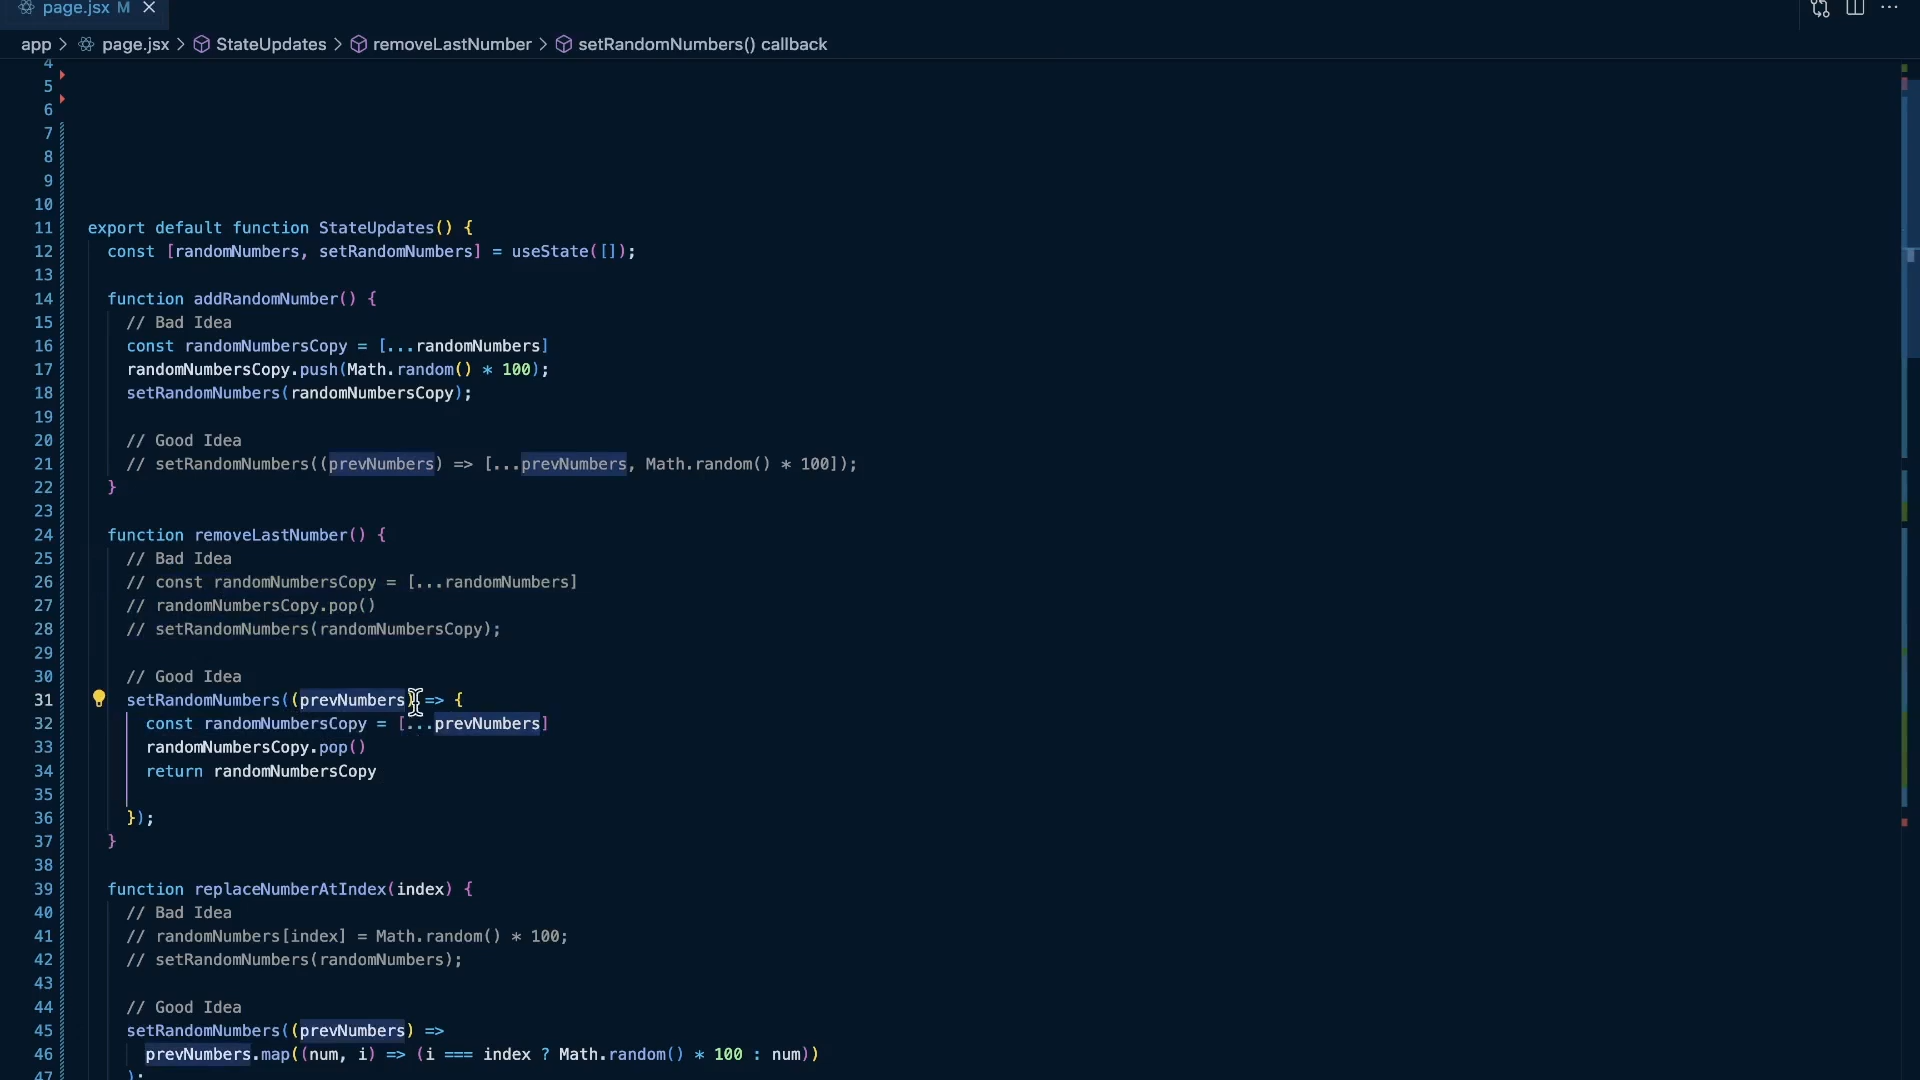 page.jsx M
app > page.jsx > StateUpdates > removeLastNumber > setRandomNumbers() callback
4
5
6
7
8
9
10
11 export default function StateUpdates() {
12 const [randomNumbers, setRandomNumbers] = useState([]);
13
14 function addRandomNumber() {
15 // Bad Idea
16 const randomNumbersCopy = [...randomNumbers]
17 randomNumbersCopy.push(Math.random() * 100);
18 setRandomNumbers(randomNumbersCopy);
19
20 // Good Idea
21 // setRandomNumbers((prevNumbers) => [...prevNumbers, Math.random() * 100]);
22 }
23
24 function removeLastNumber() {
25 // Bad Idea
26 // const randomNumbersCopy = [...randomNumbers]
27 // randomNumbersCopy.pop()
28 // setRandomNumbers(randomNumbersCopy);
29
30 // Good Idea
31 setRandomNumbers((prevNumbers) => {
32 const randomNumbersCopy = [...prevNumbers]
33 randomNumbersCopy.pop()
34 return randomNumbersCopy
35
36 });
37 }
38
39 function replaceNumberAtIndex(index) {
40 // Bad Idea
41 // randomNumbers[index] = Math.random() * 100;
42 // setRandomNumbers(randomNumbers);
43
44 // Good Idea
45 setRandomNumbers((prevNumbers) =>
46 prevNumbers.map((num, i) => (i === index ? Math.random() * 100 : num))
47 );